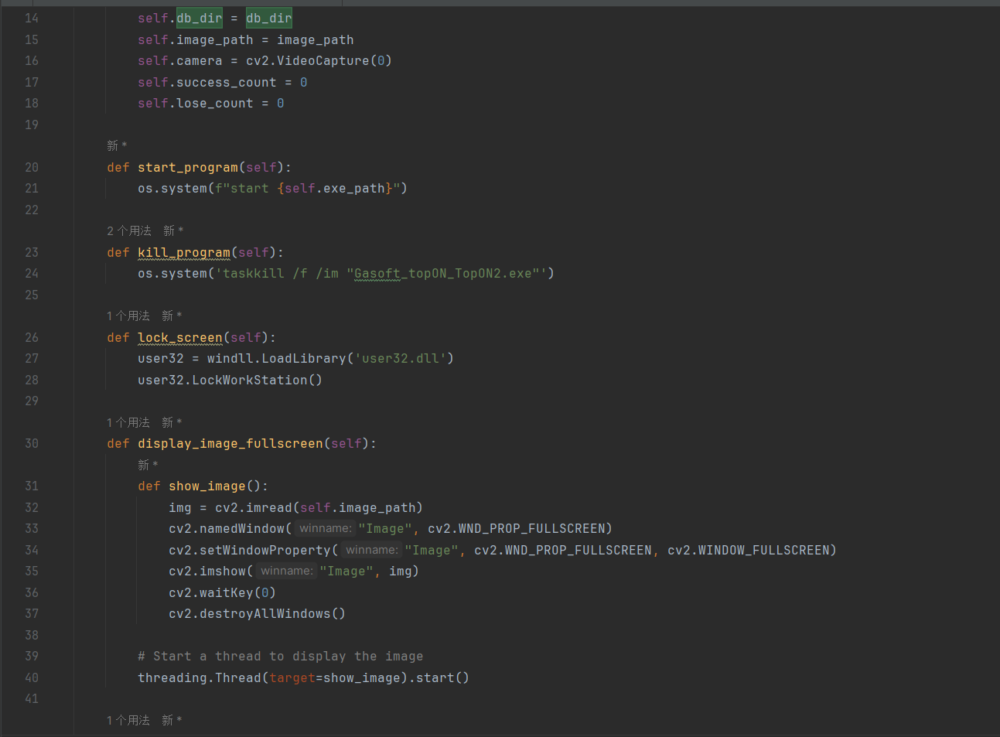 14 self.db_dir = db_dir
15 self.image_path = image_path
16 self.camera = cv2.VideoCapture(0)
17 self.success_count = 0
18 self.lose_count = 0
19
新 *
20 def start_program(self):
21 os.system(f"start {self.exe_path}")
22
2 个用法 新 *
23 def kill_program(self):
24 os.system('taskkill /f /im "Gasoft_topON_TopON2.exe"')
25
1 个用法 新 *
26 def lock_screen(self):
27 user32 = windll.LoadLibrary('user32.dll')
28 user32.LockWorkStation()
29
1 个用法 新 *
30 def display_image_fullscreen(self):
新 *
31 def show_image():
32 img = cv2.imread(self.image_path)
33 cv2.namedWindow( winname: "Image", cv2.WND_PROP_FULLSCREEN)
34 cv2.setWindowProperty( winname: "Image", cv2.WND_PROP_FULLSCREEN, cv2.WINDOW_FULLSCREEN)
35 cv2.imshow( winname: "Image", img)
36 cv2.waitKey(0)
37 cv2.destroyAllWindows()
38
39 # Start a thread to display the image
40 threading.Thread(target=show_image).start()
41
1 个用法 新 *